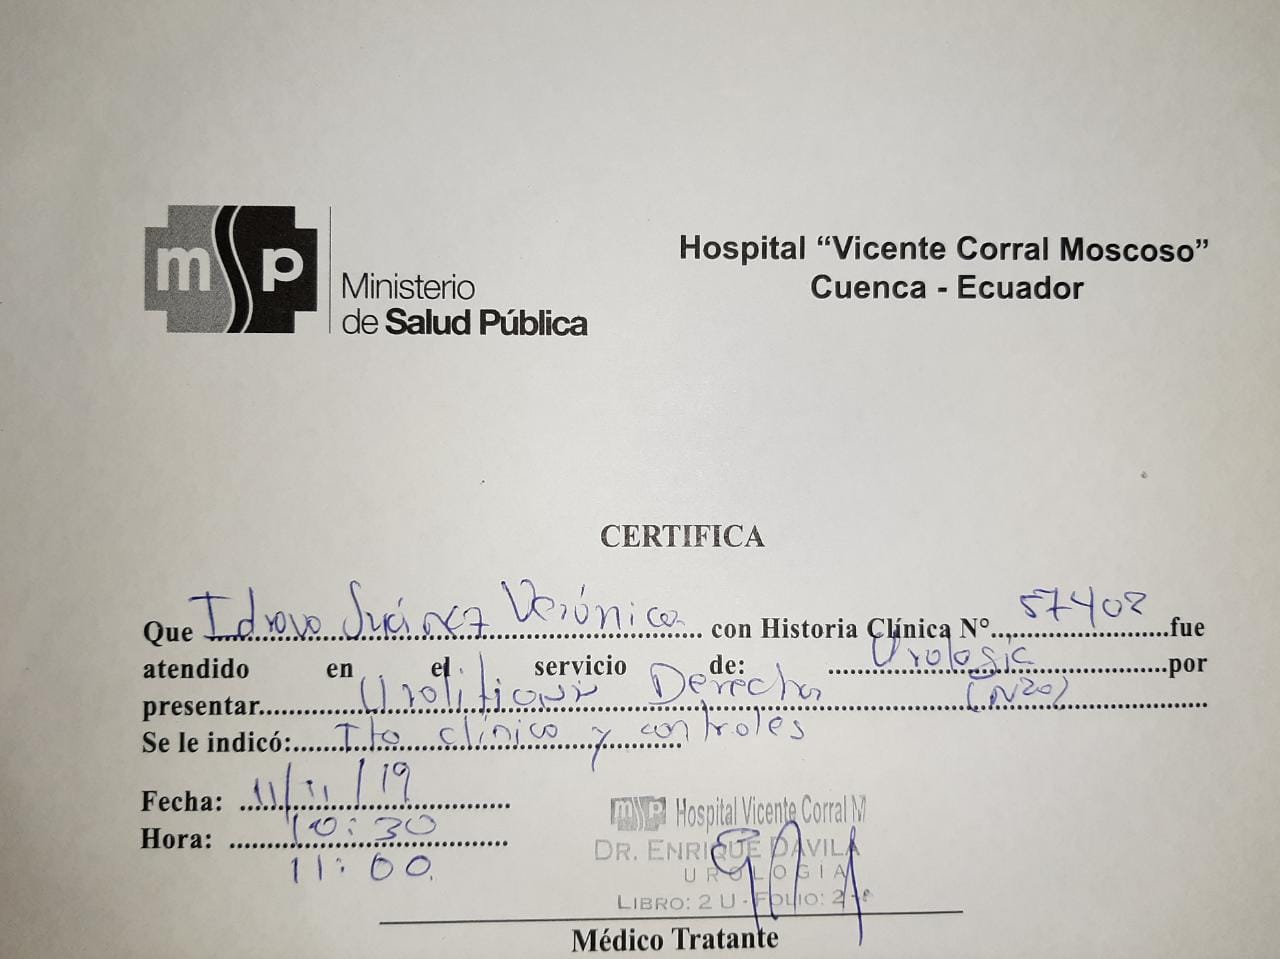 msp
Ministerio
de Salud Pública
Hospital “Vicente Corral Moscoso”
Cuenca - Ecuador
CERTIFICA
Que Idrovo Suárez Verónica con Historia Clínica N°. 57408 fue
atendido en el servicio de: Urología por
presentar Urolitiasis Derecha (N20)
Se le indicó: Tto clínico y controles
Fecha: 11/11/19
Hora: 10:30
11:00
msp Hospital Vicente Corral M
DR. ENRIQUE DAVILA
UROLOGIA
LIBRO: 2 U - FOLIO: 2
Médico Tratante